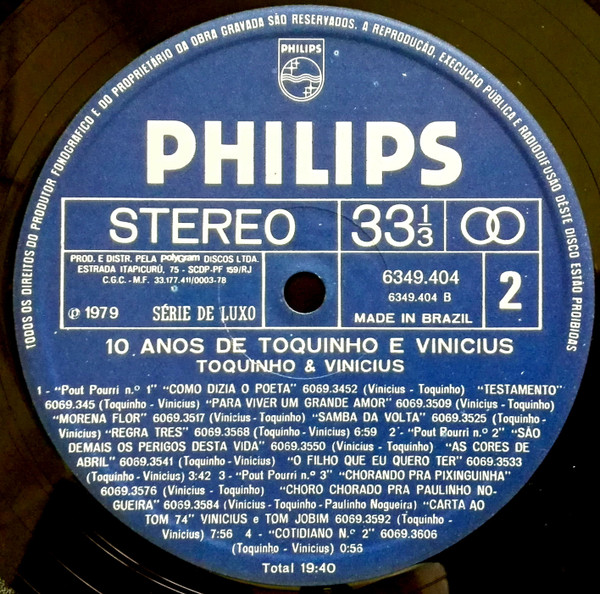 TODOS OS DIREITOS DO PRODUTOR FONOGRAFICO E DO PROPRIETÁRIO DA OBRA GRAVADA SÃO RESERVADOS. A REPRODUÇÃO, EXECUÇÃO PÚBLICA E RADIODIFUSÃO DÊSTE DISCO ESTÃO PROIBIDAS
PHILIPS
PHILIPS
STEREO
33 1/3
PROD. E DISTR. PELA polyGram DISCOS LTDA.
ESTRADA ITAPICURÚ, 75 - SCDP-PF 159/RJ
C.G.C. - M.F. 33.177.411/0003-78
℗ 1979 SÉRIE DE LUXO
6349.404
6349.404 B
MADE IN BRAZIL
2
10 ANOS DE TOQUINHO E VINICIUS
TOQUINHO & VINICIUS
1 - "Pout Pourri n.º 1" "COMO DIZIA O POETA" 6069.3452 (Vinicius - Toquinho) "TESTAMENTO"
6069.345 (Toquinho - Vinicius) "PARA VIVER UM GRANDE AMOR" 6069.3509 (Vinicius - Toquinho)
"MORENA FLOR" 6069.3517 (Vinicius - Toquinho) "SAMBA DA VOLTA" 6069.3525 (Toquinho -
Vinicius) "REGRA TRES" 6069.3568 (Toquinho - Vinicius) 6:59 2 - "Pout Pourri n.º 2" "SÃO
DEMAIS OS PERIGOS DESTA VIDA" 6069.3550 (Vinicius - Toquinho) "AS CORES DE
ABRIL" 6069.3541 (Toquinho - Vinicius) "O FILHO QUE EU QUERO TER" 6069.3533
(Toquinho - Vinicius) 3:42 3 - "Pout Pourri n.º 3" "CHORANDO PRA PIXINGUINHA"
6069.3576 (Vinicius - Toquinho) "CHORO CHORADO PRA PAULINHO NO-
GUEIRA" 6069.3584 (Vinicius - Toquinho-Paulinho Nogueira) "CARTA AO
TOM 74" VINICIUS e TOM JOBIM 6069.3592 (Toquinho -
Vinicius) 7:56 4 - "COTIDIANO N.º 2" 6069.3606
(Toquinho - Vinicius) 0:56
Total 19:40